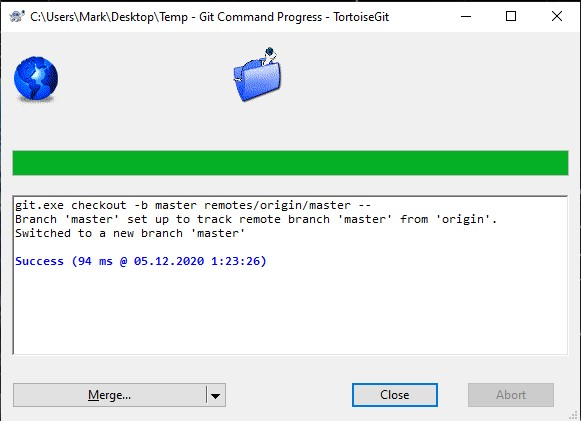 C:\Users\Mark\Desktop\Temp - Git Command Progress - TortoiseGit
git.exe checkout -b master remotes/origin/master --
Branch 'master' set up to track remote branch 'master' from 'origin'.
Switched to a new branch 'master'
Success (94 ms @ 05.12.2020 1:23:26)
Merge...
Close
Abort